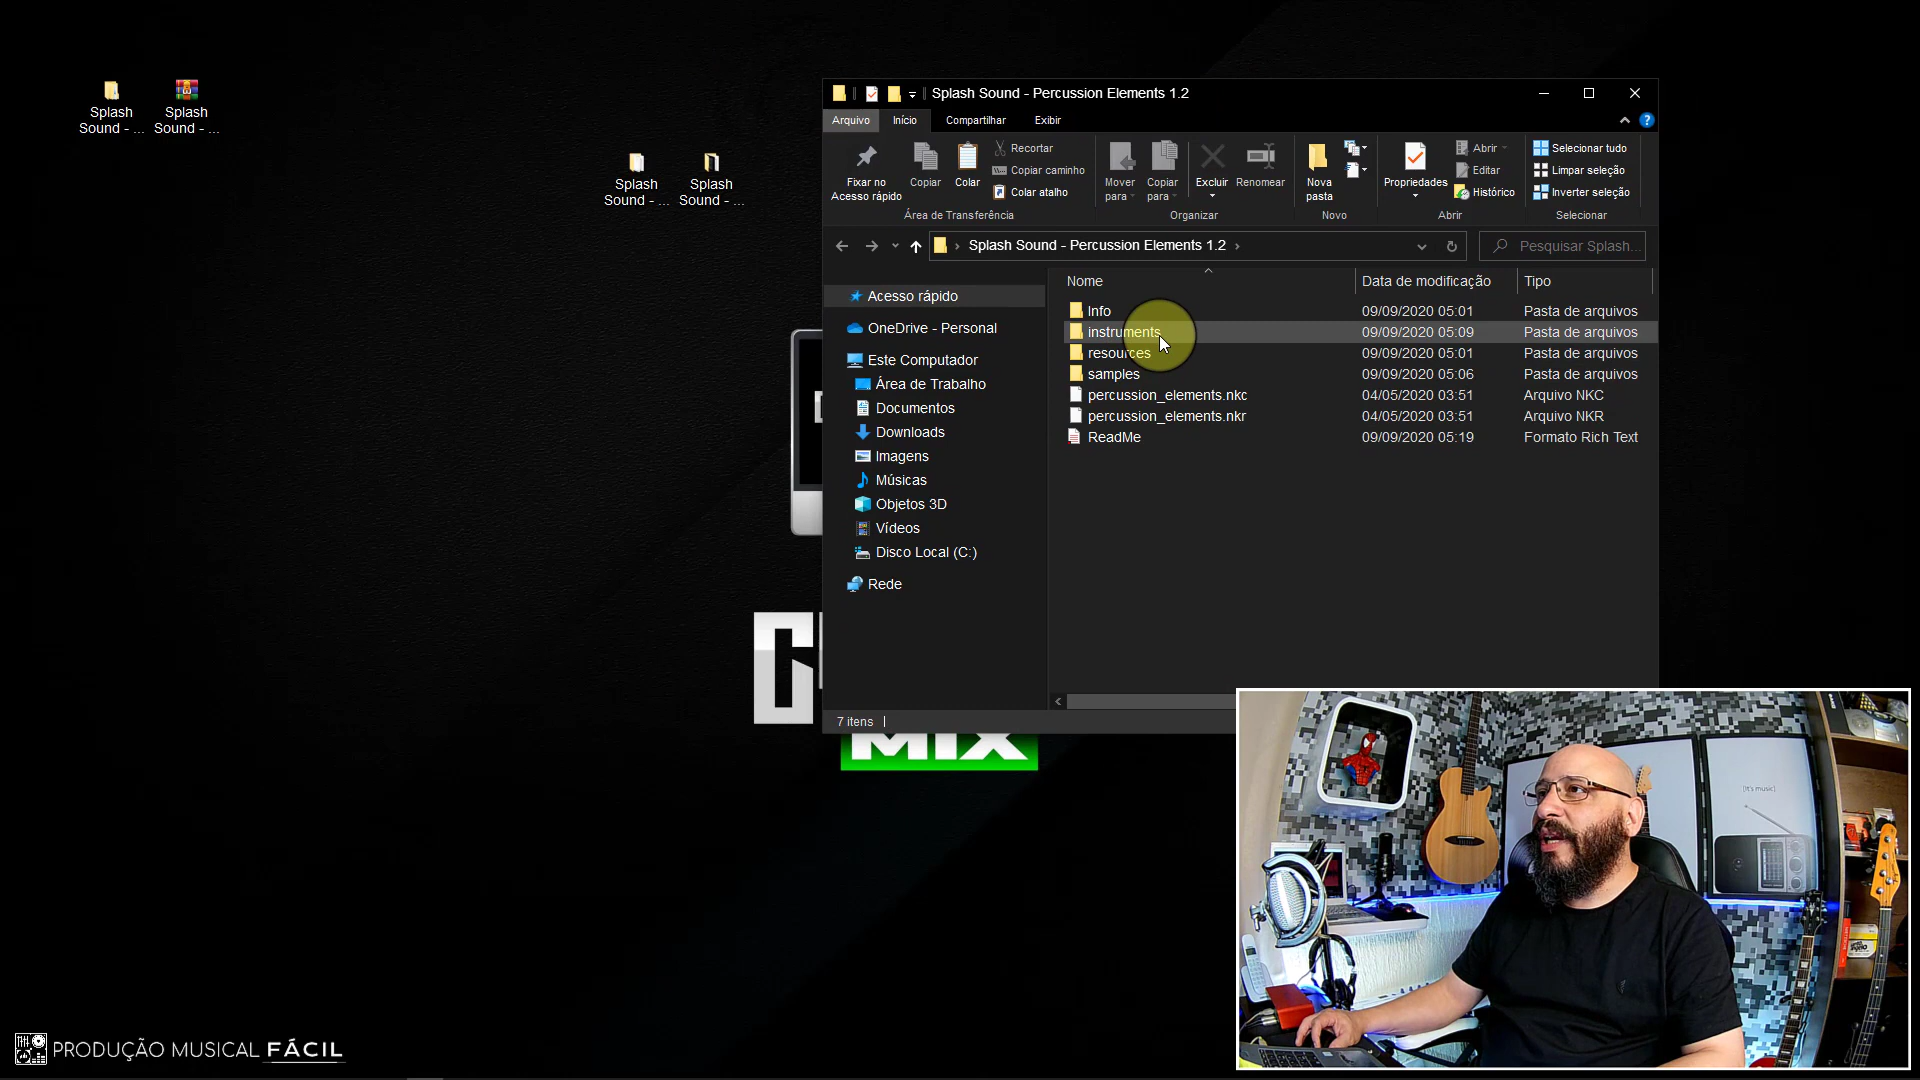 Splash
Sound - ...
Splash
Sound - ...
Splash
Sound - ...
Splash
Sound - ...
Splash Sound - Percussion Elements 1.2
Arquivo
Início
Compartilhar
Exibir
Fixar no
Acesso rápido
Copiar
Colar
Recortar
Copiar caminho
Colar atalho
Área de Transferência
Mover
para
Copiar
para
Excluir
Renomear
Organizar
Nova
pasta
Novo
Propriedades
Abrir
Editar
Histórico
Abrir
Selecionar tudo
Limpar seleção
Inverter seleção
Selecionar
Splash Sound - Percussion Elements 1.2
Pesquisar Splash...
Acesso rápido
OneDrive - Personal
Este Computador
Área de Trabalho
Documentos
Downloads
Imagens
Músicas
Objetos 3D
Vídeos
Disco Local (C:)
Rede
Nome Data de modificação Tipo
Info 09/09/2020 05:01 Pasta de arquivos
instruments 09/09/2020 05:09 Pasta de arquivos
resources 09/09/2020 05:01 Pasta de arquivos
samples 09/09/2020 05:06 Pasta de arquivos
percussion_elements.nkc 04/05/2020 03:51 Arquivo NKC
percussion_elements.nkr 04/05/2020 03:51 Arquivo NKR
ReadMe 09/09/2020 05:19 Formato Rich Text
7 itens
MIX
[It's music]
PRODUÇÃO MUSICAL FÁCIL